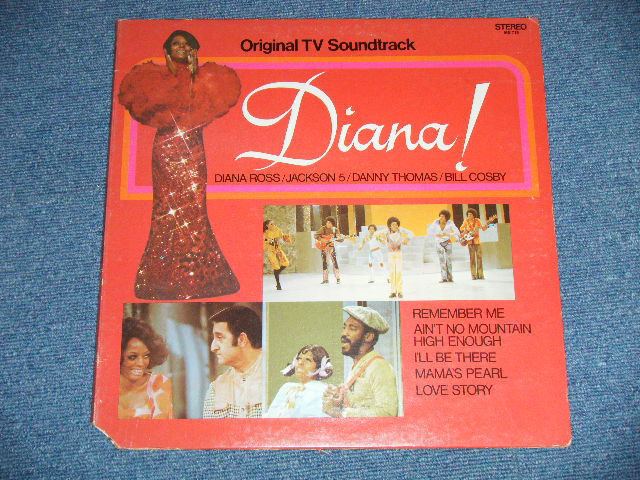 Original TV Soundtrack
STEREO
Diana!
DIANA ROSS/JACKSON 5/DANNY THOMAS/BILL COSBY
REMEMBER ME
AIN'T NO MOUNTAIN
HIGH ENOUGH
I'LL BE THERE
MAMA'S PEARL
LOVE STORY